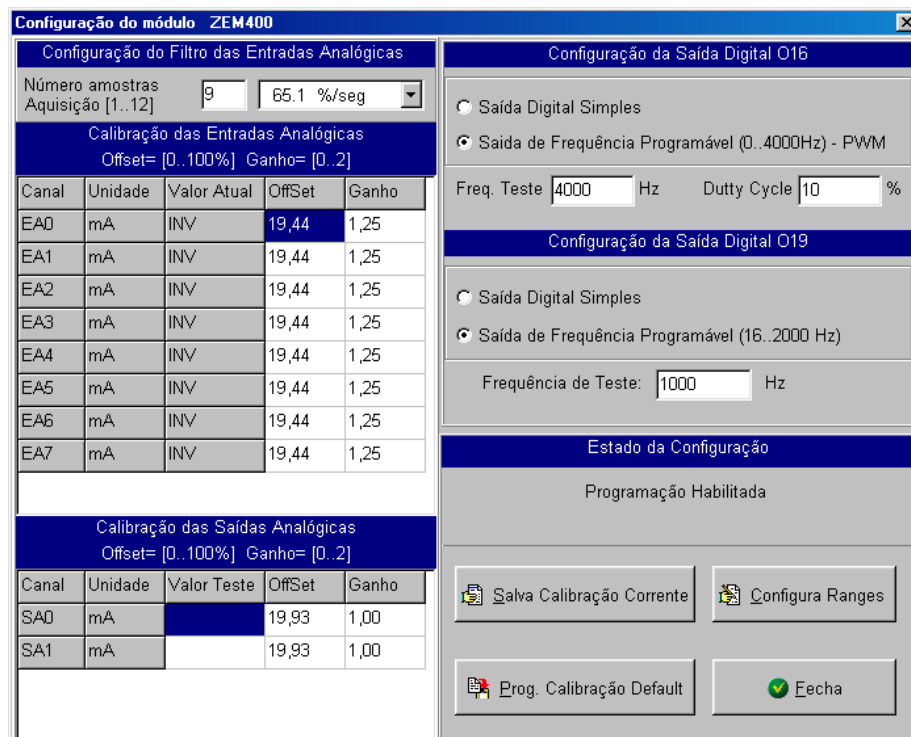 Configuração do módulo ZEM400
Configuração do Filtro das Entradas Analógicas
Número amostras
Aquisição [1..12]
9
65.1 %/seg
Calibração das Entradas Analógicas
Offset= [0..100%] Ganho= [0..2]
Canal Unidade Valor Atual OffSet Ganho
EA0 mA INV 19,44 1,25
EA1 mA INV 19,44 1,25
EA2 mA INV 19,44 1,25
EA3 mA INV 19,44 1,25
EA4 mA INV 19,44 1,25
EA5 mA INV 19,44 1,25
EA6 mA INV 19,44 1,25
EA7 mA INV 19,44 1,25
Calibração das Saídas Analógicas
Offset= [0..100%] Ganho= [0..2]
Canal Unidade Valor Teste OffSet Ganho
SA0 mA 19,93 1,00
SA1 mA 19,93 1,00
Configuração da Saída Digital O16
Saída Digital Simples
Saida de Frequência Programável (0..4000Hz) - PWM
Freq. Teste 4000 Hz Dutty Cycle 10 %
Configuração da Saída Digital O19
Saída Digital Simples
Saída de Frequência Programável (16..2000 Hz)
Frequência de Teste: 1000 Hz
Estado da Configuração
Programação Habilitada
Salva Calibração Corrente
Configura Ranges
Prog. Calibração Default
Fecha